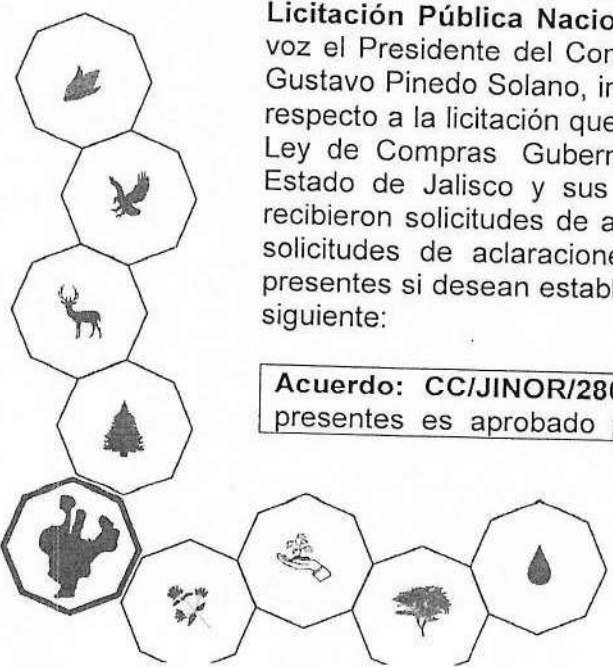 Licitación Pública Nacio
voz el Presidente del Con
Gustavo Pinedo Solano, in
respecto a la licitación que
Ley de Compras Gubern
Estado de Jalisco y sus
recibieron solicitudes de a
solicitudes de aclaracione
presentes si desean establ
siguiente:
Acuerdo: CC/JINOR/280
presentes es aprobado